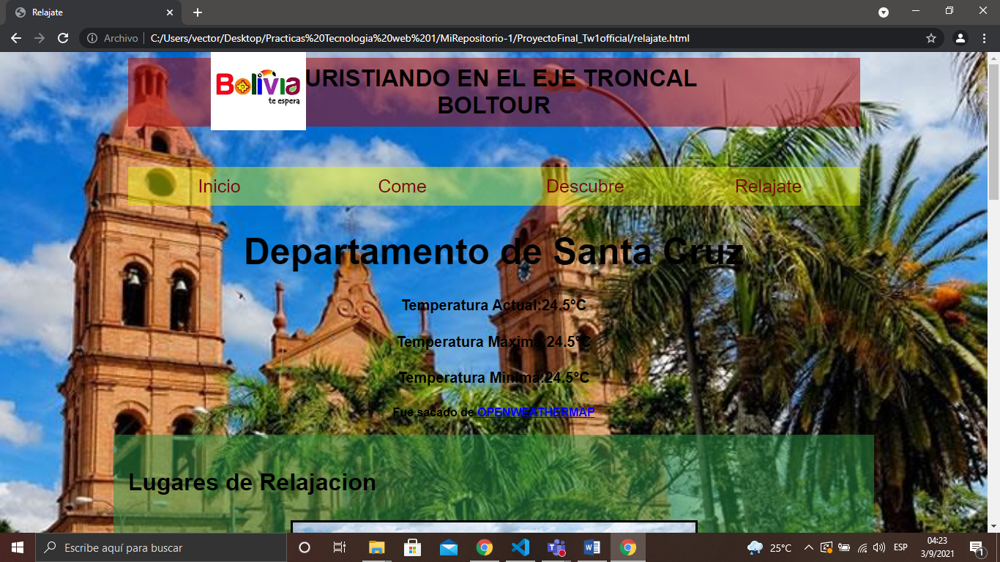 Relajate
Archivo
C:/Users/vector/Desktop/Practicas%20Tecnologia%20web%201/MiRepositorio-1/ProyectoFinal_Tw1official/relajate.html
Bolivia
te espera
URISTIANDO EN EL EJE TRONCAL
BOLTOUR
Inicio Come Descubre Relajate
Departamento de Santa Cruz
Temperatura Actual:24.5°C
Temperatura Maxima:24.5°C
Temperatura Minima:24.5°C
Fue sacado de OPENWEATHERMAP
Lugares de Relajacion
Escribe aquí para buscar
25°C
ESP
04:23
3/9/2021
1